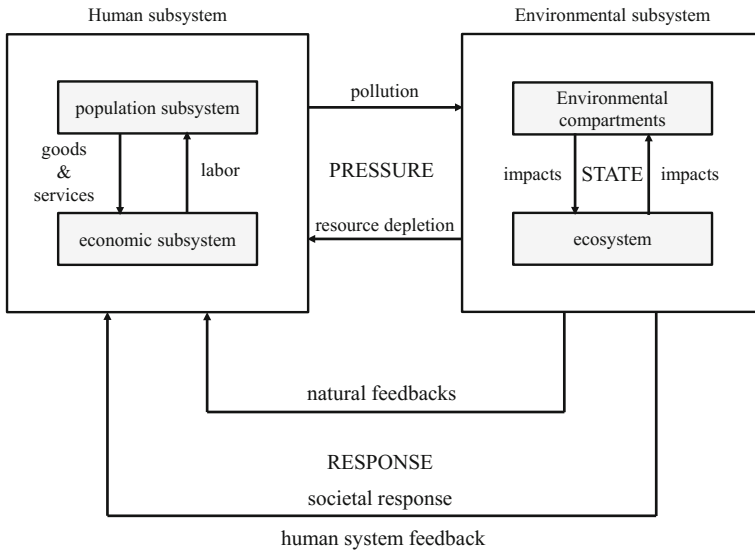 Human subsystem
Environmental subsystem
population subsystem
goods
&
services
labor
economic subsystem
pollution
PRESSURE
resource depletion
Environmental
compartments
impacts
STATE
impacts
ecosystem
natural feedbacks
RESPONSE
societal response
human system feedback